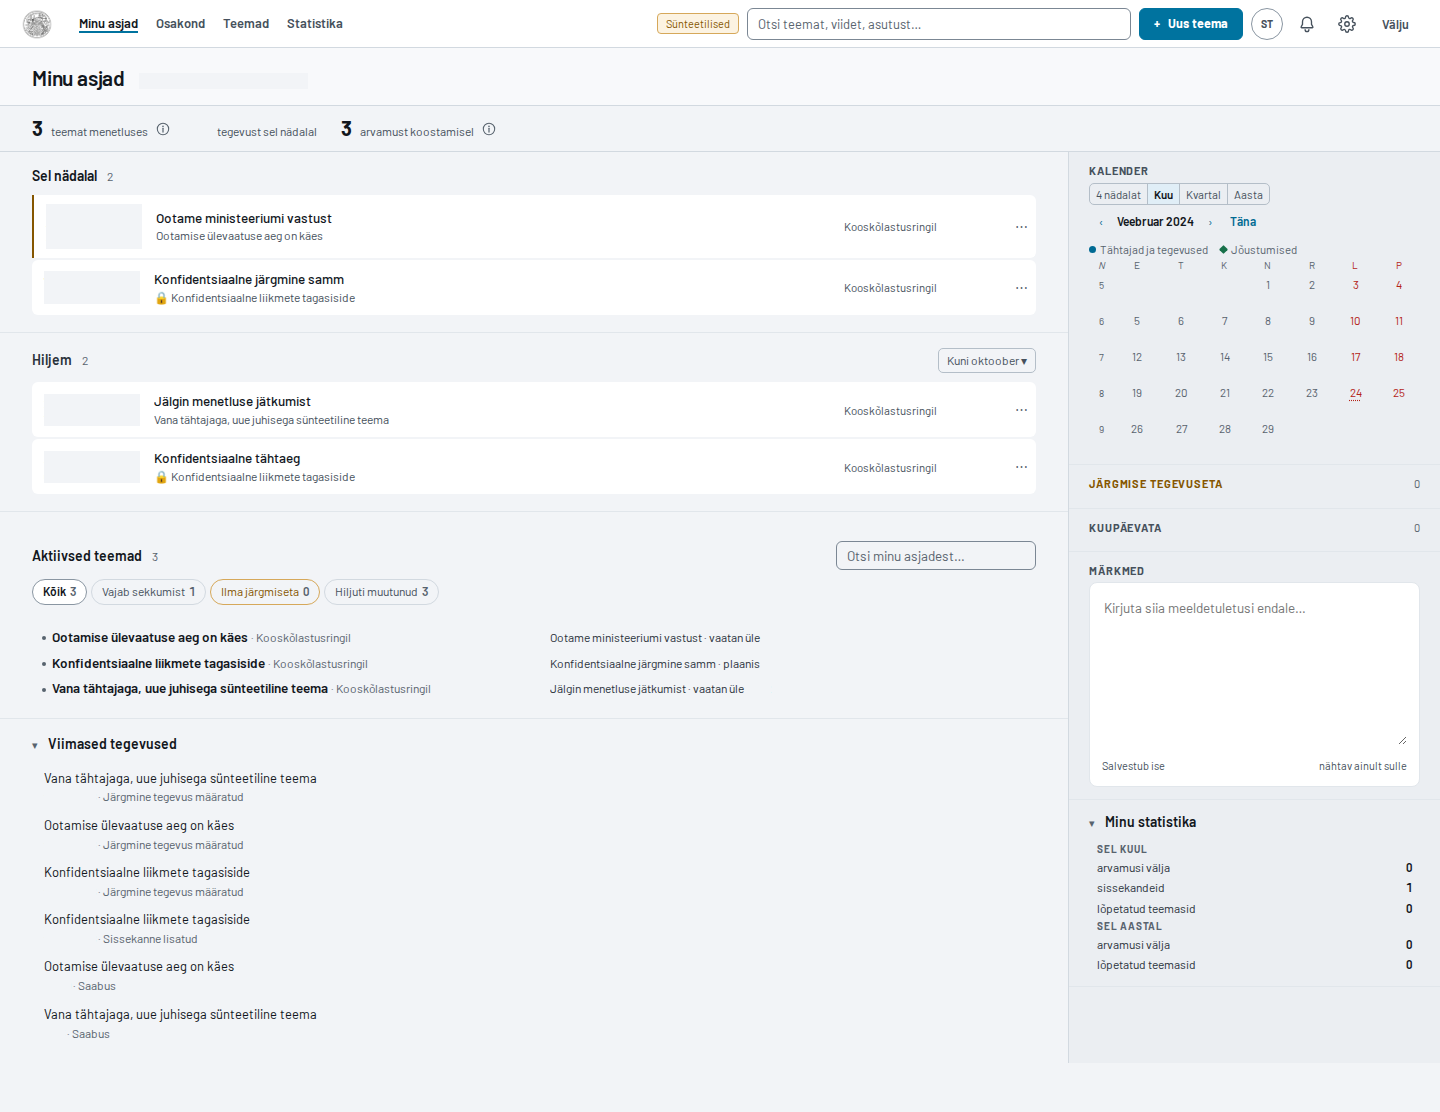 Minu asjad Osakond Teemad Statistika Sünteetilised Otsi teemat, viidet, asutust... + Uus teema ST Välju
Minu asjad
3 teemat menetluses tegevust sel nädalal 3 arvamust koostamisel
Sel nädalal 2
Ootame ministeeriumi vastust
Ootamise ülevaatuse aeg on käes
Kooskõlastusringil ...
Konfidentsiaalne järgmine samm
🔒 Konfidentsiaalne liikmete tagasiside
Kooskõlastusringil ...
Hiljem 2 Kuni oktoober ▾
Jälgin menetluse jätkumist
Vana tähtajaga, uue juhisega sünteetiline teema
Kooskõlastusringil ...
Konfidentsiaalne tähtaeg
🔒 Konfidentsiaalne liikmete tagasiside
Kooskõlastusringil ...
Aktiivsed teemad 3 Otsi minu asjadest...
Kõik 3 Vajab sekkumist 1 Ilma järgmiseta 0 Hiljuti muutunud 3
• Ootamise ülevaatuse aeg on käes · Kooskõlastusringil Ootame ministeeriumi vastust · vaatan üle
• Konfidentsiaalne liikmete tagasiside · Kooskõlastusringil Konfidentsiaalne järgmine samm · plaanis
• Vana tähtajaga, uue juhisega sünteetiline teema · Kooskõlastusringil Jälgin menetluse jätkumist · vaatan üle
▾ Viimased tegevused
Vana tähtajaga, uue juhisega sünteetiline teema
· Järgmine tegevus määratud
Ootamise ülevaatuse aeg on käes
· Järgmine tegevus määratud
Konfidentsiaalne liikmete tagasiside
· Järgmine tegevus määratud
Konfidentsiaalne liikmete tagasiside
· Sissekanne lisatud
Ootamise ülevaatuse aeg on käes
· Saabus
Vana tähtajaga, uue juhisega sünteetiline teema
· Saabus
KALENDER
4 nädalat Kuu Kvartal Aasta
‹ Veebruar 2024 › Täna
Tähtajad ja tegevused Jõustumised
N E T K N R L P
5 1 2 3 4
6 5 6 7 8 9 10 11
7 12 13 14 15 16 17 18
8 19 20 21 22 23 24 25
9 26 27 28 29
JÄRGMISE TEGEVUSETA 0
KUUPÄEVATA 0
MÄRKMED
Kirjuta siia meeldetuletusi endale...
Salvestub ise nähtav ainult sulle
▾ Minu statistika
SEL KUUL
arvamusi välja 0
sissekandeid 1
lõpetatud teemasid 0
SEL AASTAL
arvamusi välja 0
lõpetatud teemasid 0